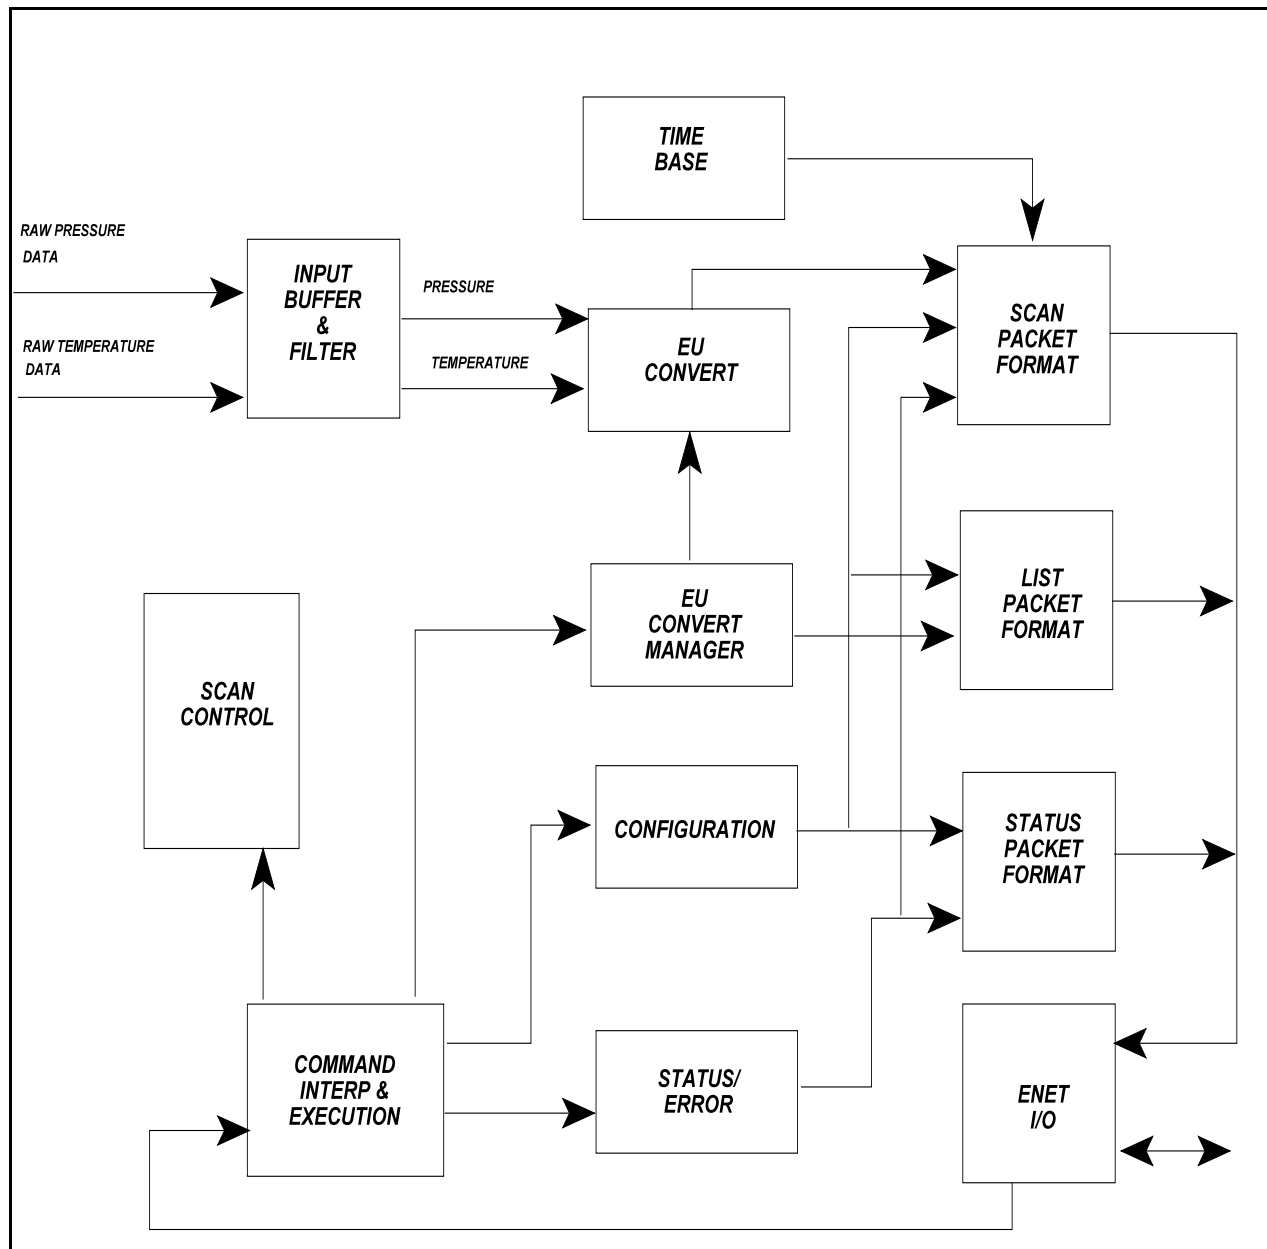 TIME
BASE
RAW PRESSURE
DATA
INPUT
BUFFER
&
FILTER
PRESSURE
TEMPERATURE
RAW TEMPERATURE
DATA
EU
CONVERT
SCAN
PACKET
FORMAT
EU
CONVERT
MANAGER
LIST
PACKET
FORMAT
SCAN
CONTROL
CONFIGURATION
STATUS
PACKET
FORMAT
COMMAND
INTERP &
EXECUTION
STATUS/
ERROR
ENET
I/O